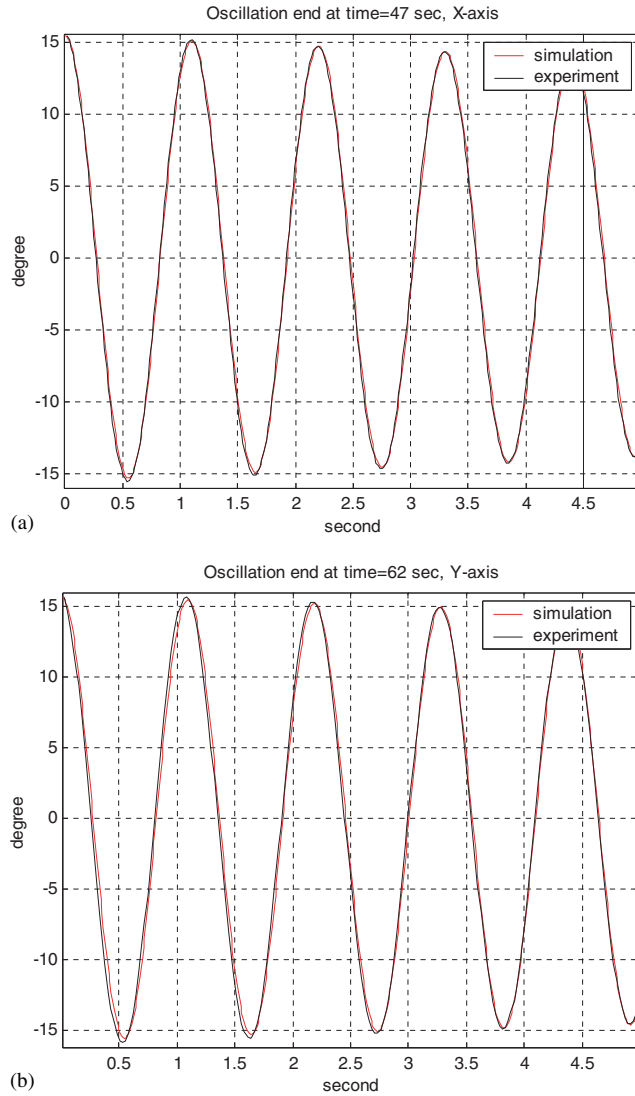 Oscillation end at time=47 sec, X-axis
simulation
experiment
15
10
5
0
-5
-10
-15
degree
0 0.5 1 1.5 2 2.5 3 3.5 4 4.5
second
(a)
Oscillation end at time=62 sec, Y-axis
simulation
experiment
15
10
5
0
-5
-10
-15
degree
0.5 1 1.5 2 2.5 3 3.5 4 4.5
second
(b)